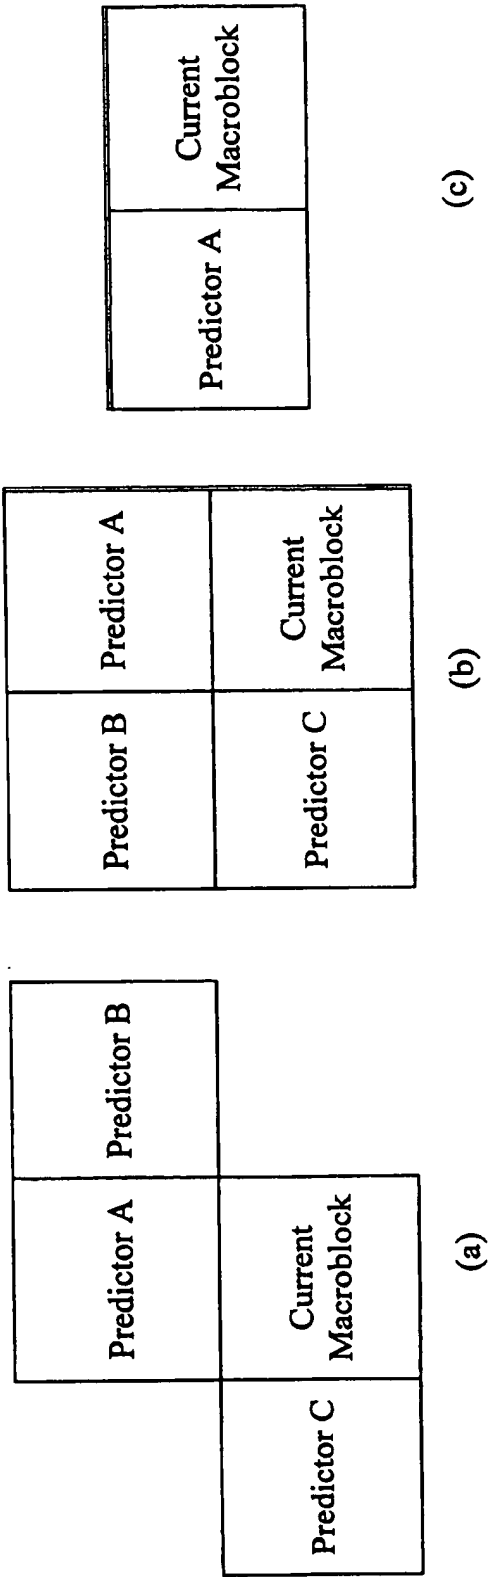 Predictor A
Predictor B
Predictor C
Current
Macroblock
(a)
Predictor B
Predictor A
Predictor C
Current
Macroblock
(b)
Predictor A
Current
Macroblock
(c)